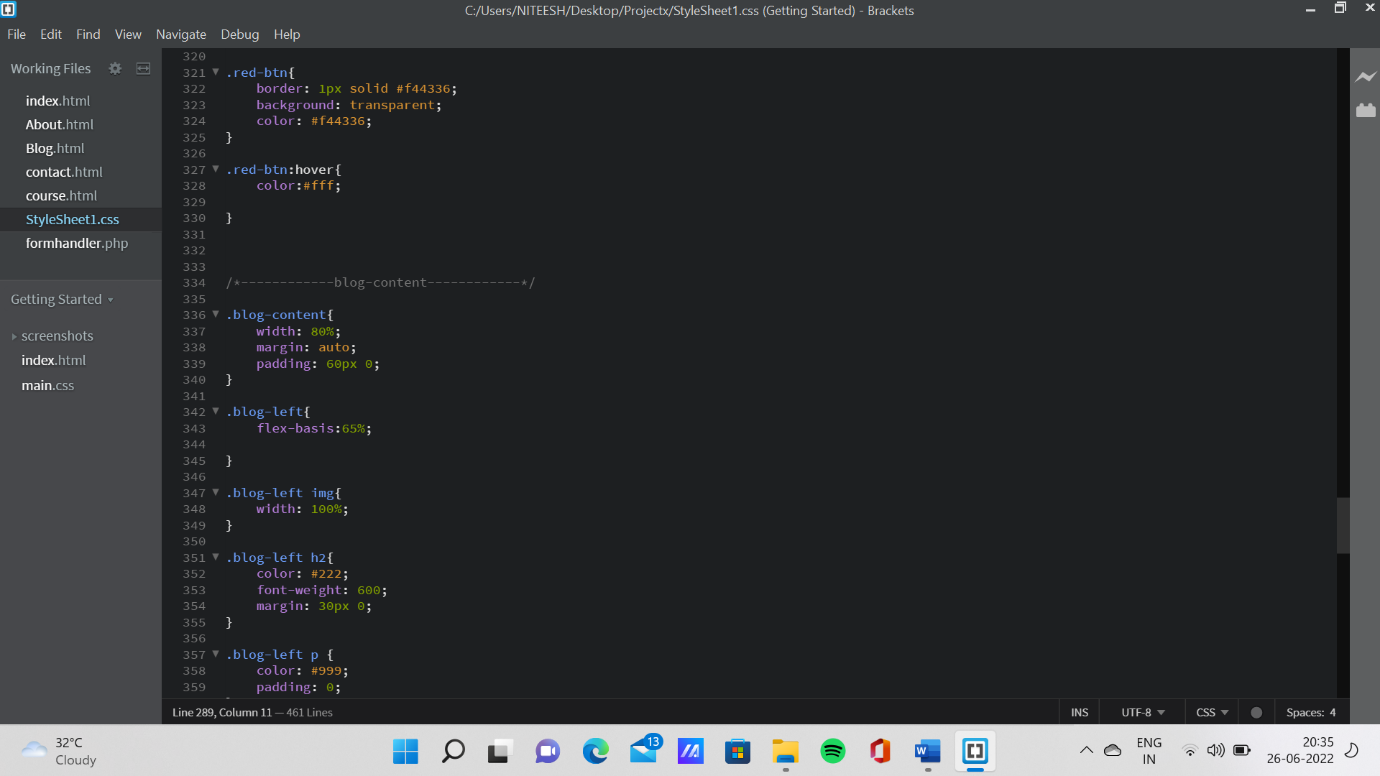 C:/Users/NITEESH/Desktop/Projectx/StyleSheet1.css (Getting Started) - Brackets
File Edit Find View Navigate Debug Help
Working Files
index.html
About.html
Blog.html
contact.html
course.html
StyleSheet1.css
formhandler.php
Getting Started
screenshots
index.html
main.css
320
321 .red-btn{
322 border: 1px solid #f44336;
323 background: transparent;
324 color: #f44336;
325 }
326
327 .red-btn:hover{
328 color:#fff;
329
330 }
331
332
333
334 /*------------blog-content------------*/
335
336 .blog-content{
337 width: 80%;
338 margin: auto;
339 padding: 60px 0;
340 }
341
342 .blog-left{
343 flex-basis:65%;
344
345 }
346
347 .blog-left img{
348 width: 100%;
349 }
350
351 .blog-left h2{
352 color: #222;
353 font-weight: 600;
354 margin: 30px 0;
355 }
356
357 .blog-left p {
358 color: #999;
359 padding: 0;
Line 289, Column 11 — 461 Lines
INS UTF-8 CSS Spaces: 4
32°C
Cloudy
13
ENG
IN
20:35
26-06-2022